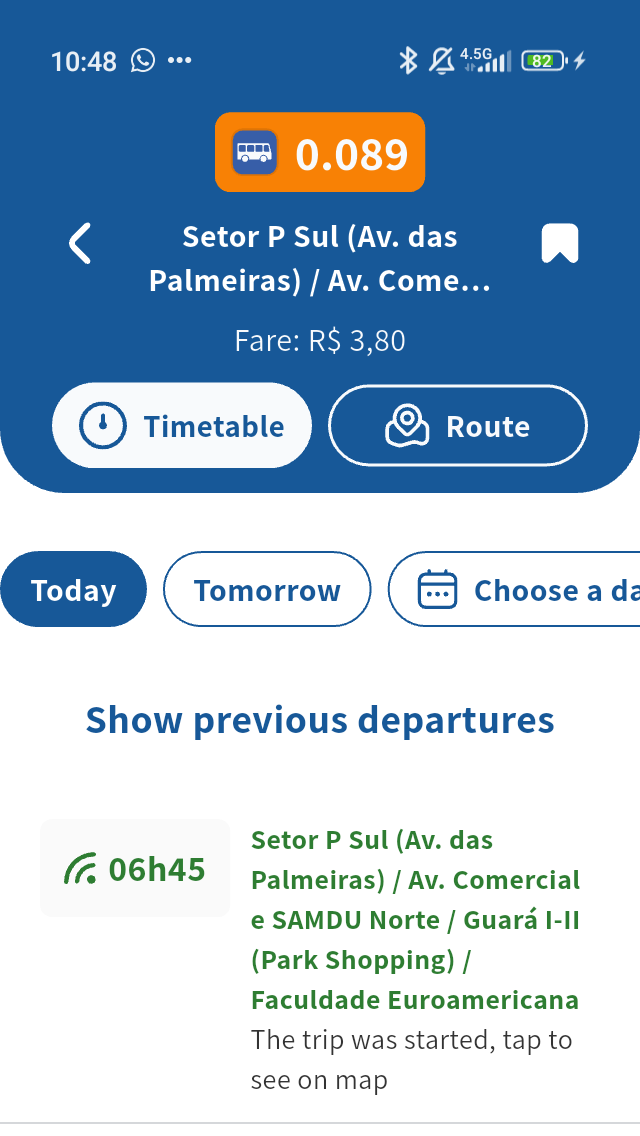 10:48
4.5G
82
0.089
Setor P Sul (Av. das
Palmeiras) / Av. Come...
Fare: R$ 3,80
Timetable
Route
Today
Tomorrow
Choose a da
Show previous departures
06h45
Setor P Sul (Av. das
Palmeiras) / Av. Comercial
e SAMDU Norte / Guará I-II
(Park Shopping) /
Faculdade Euroamericana
The trip was started, tap to
see on map